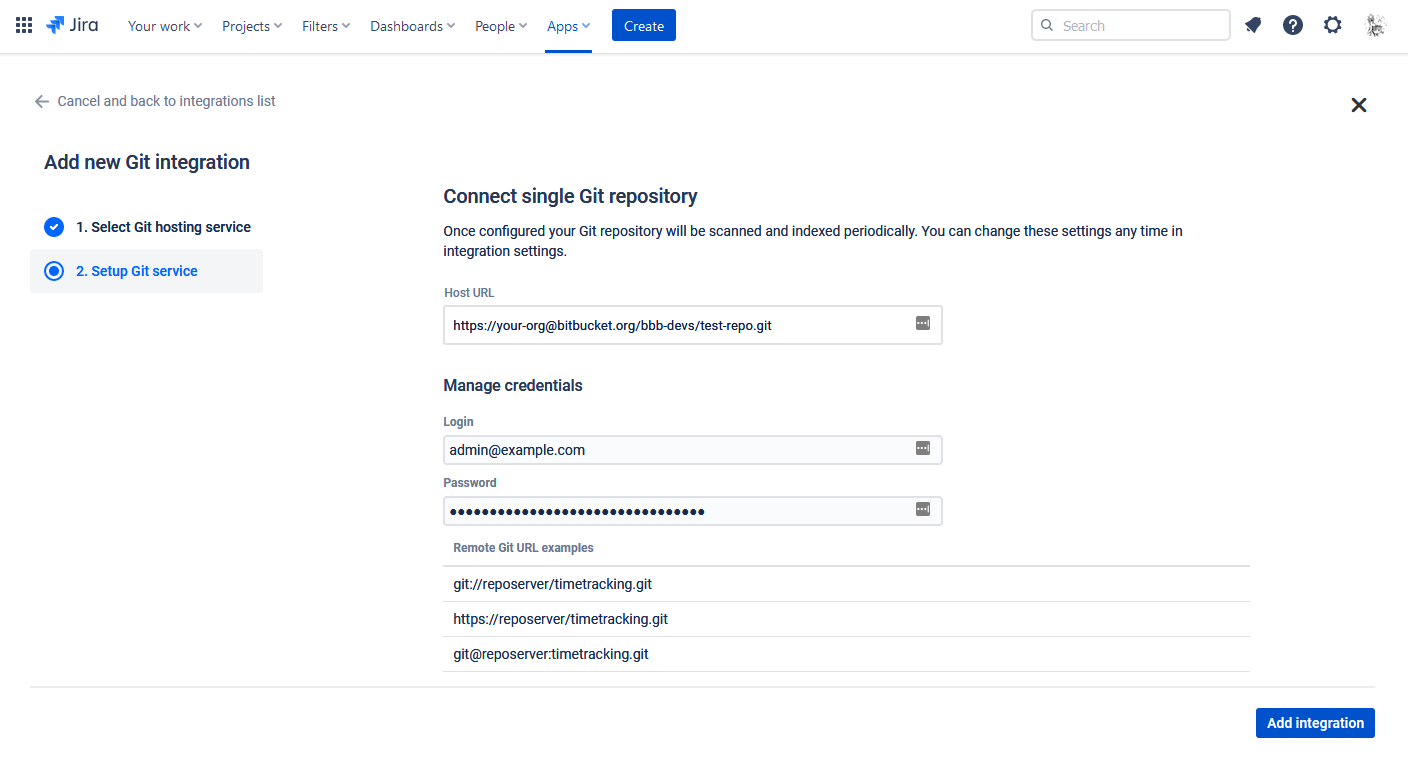 Jira
Your work
Projects
Filters
Dashboards
People
Apps
Create
Search
Cancel and back to integrations list
Add new Git integration
1. Select Git hosting service
2. Setup Git service
Connect single Git repository
Once configured your Git repository will be scanned and indexed periodically. You can change these settings any time in
integration settings.
Host URL
https://your-org@bitbucket.org/bbb-devs/test-repo.git
Manage credentials
Login
admin@example.com
Password
••••••••••••••••••••••••••••••••
Remote Git URL examples
git://reposerver/timetracking.git
https://reposerver/timetracking.git
git@reposerver:timetracking.git
Add integration